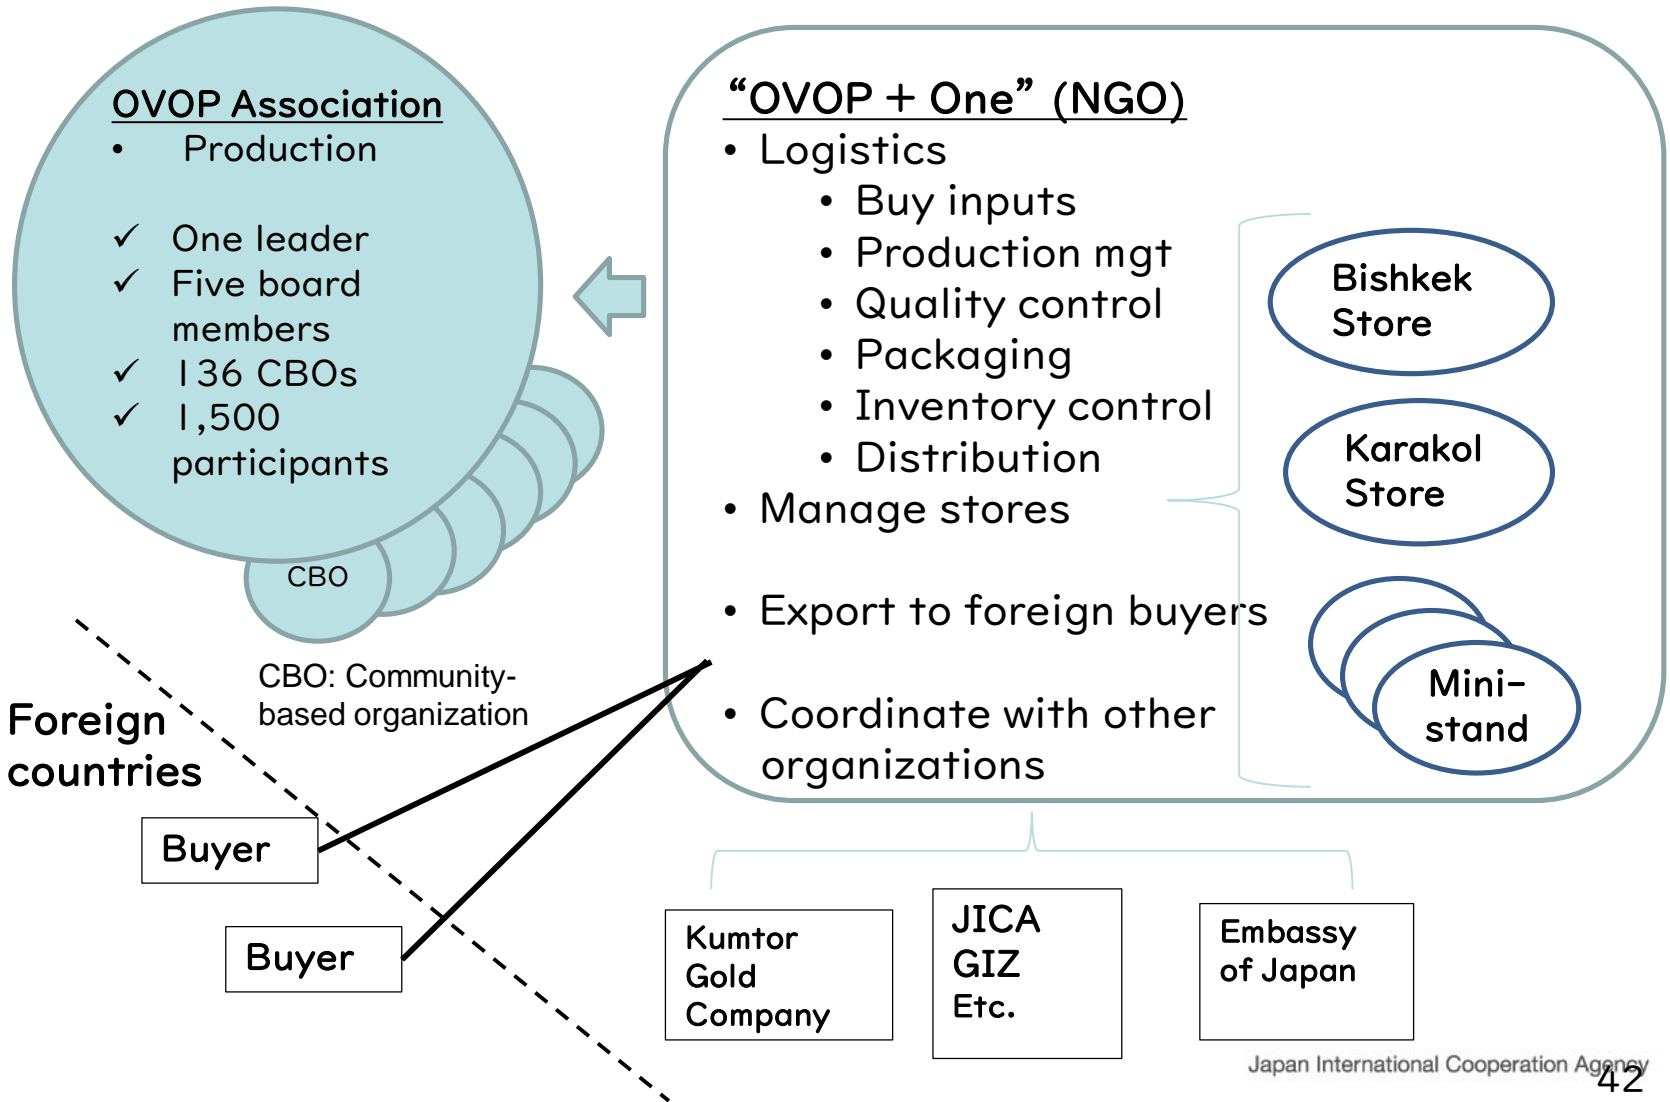 OVOP Association
• Production
✓ One leader
✓ Five board
members
✓ 136 CBOs
✓ 1,500
participants
CBO
CBO: Community-
based organization
“OVOP + One” (NGO)
• Logistics
• Buy inputs
• Production mgt
• Quality control
• Packaging
• Inventory control
• Distribution
• Manage stores
• Export to foreign buyers
• Coordinate with other
organizations
Bishkek
Store
Karakol
Store
Mini-
stand
Foreign
countries
Buyer
Buyer
Kumtor
Gold
Company
JICA
GIZ
Etc.
Embassy
of Japan
Japan International Cooperation Agency
42